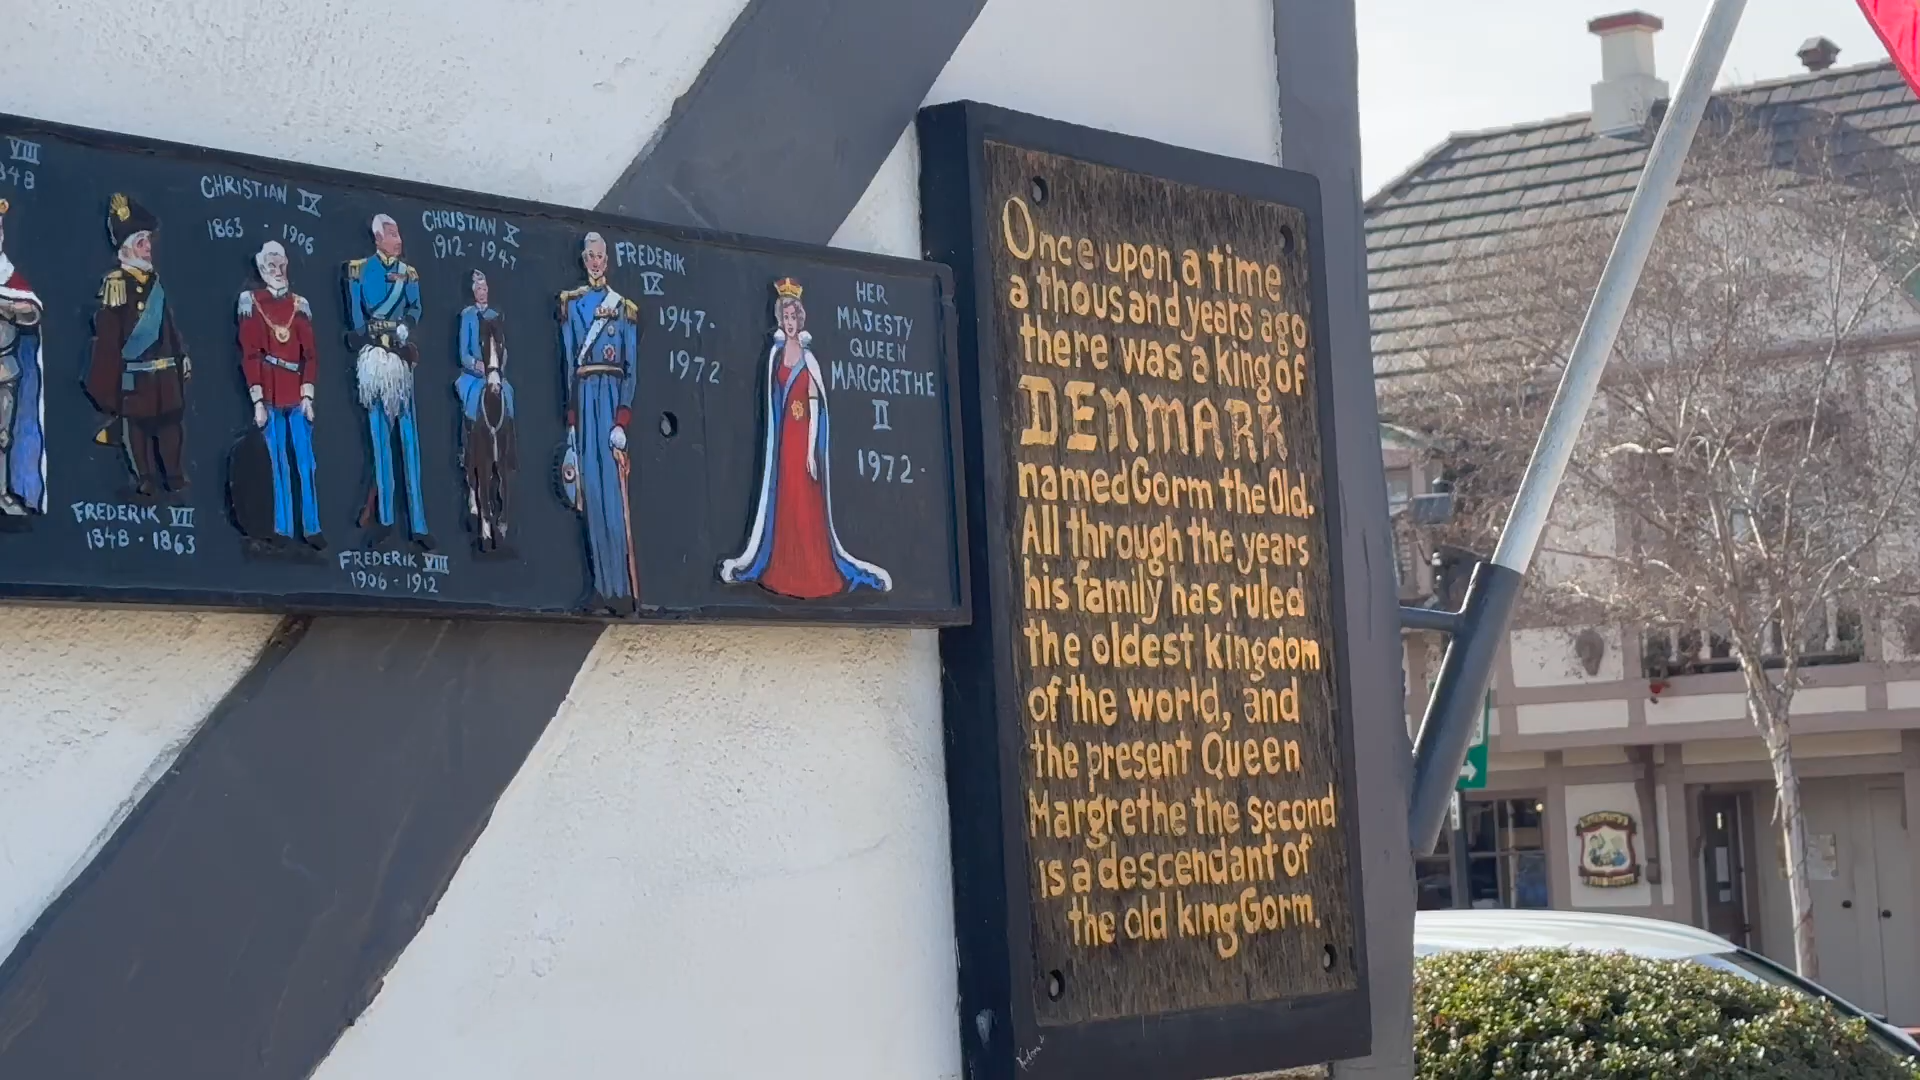 VIII
CHRISTIAN IX
1863 - 1906
CHRISTIAN X
1912 - 1947
FREDERIK
IX
1947-
1972
HER
MAJESTY
QUEEN
MARGRETHE
II
1972-
FREDERIK VII
1848 - 1863
FREDERIK VIII
1906 - 1912
Once upon a time
a thousand years ago
there was a king of
DENMARK
named Gorm the Old.
All through the years
his family has ruled
the oldest kingdom
of the world, and
the present Queen
Margrethe the second
is a descendant of
the old king Gorm.